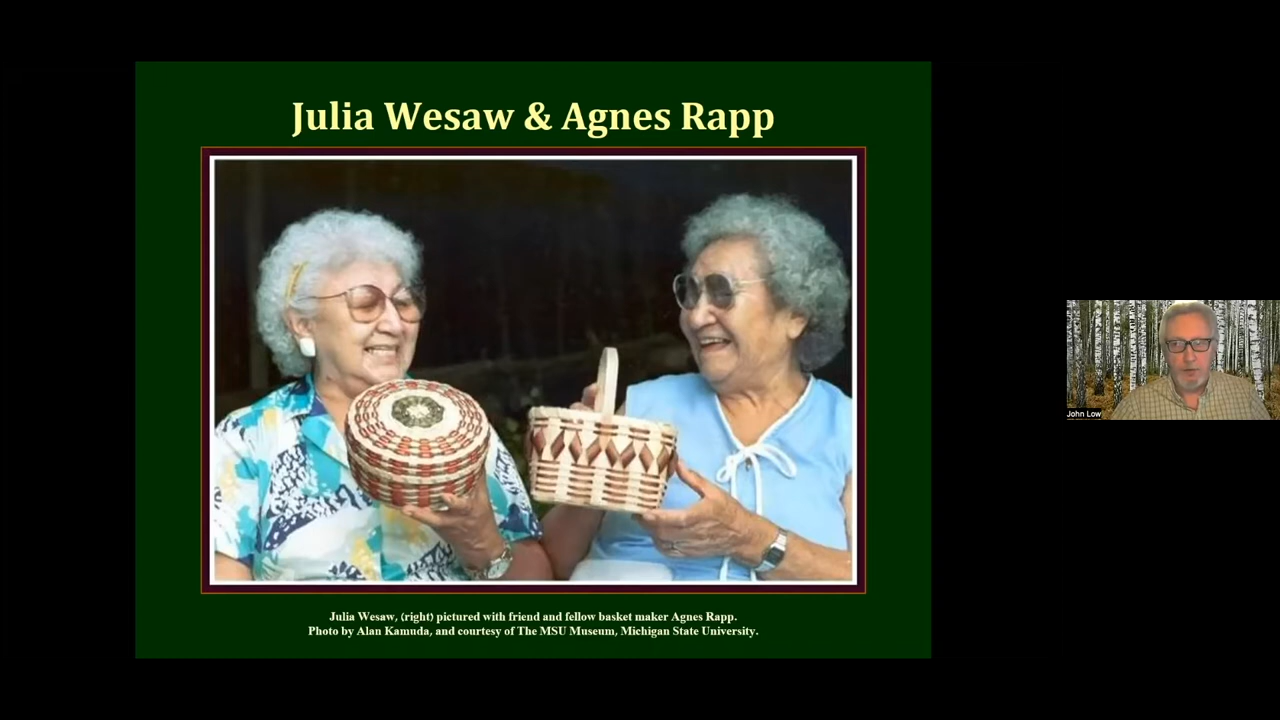 Julia Wesaw & Agnes Rapp
Julia Wesaw, (right) pictured with friend and fellow basket maker Agnes Rapp.
Photo by Alan Kamuda, and courtesy of The MSU Museum, Michigan State University.
John Low